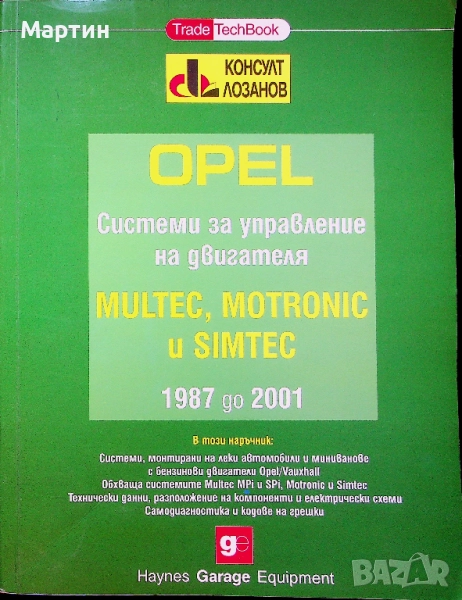 Мартин
Trade TechBook
КОНСУЛТ
ЛОЗАНОВ
OPEL
Системи за управление
на двигателя
MULTEC, MOTRONIC
и SIMTEC
1987 до 2001
В този наръчник:
Системи, монтирани на леки автомобили и миниванове
с бензинови двигатели Opel/Vauxhall
Обхваща системите Multec MPi и SPi, Motronic и Simtec
Технически данни, разположение на компоненти и електрически схеми
Самодиагностика и кодове на грешки
ge
Haynes Garage Equipment
BAZAR